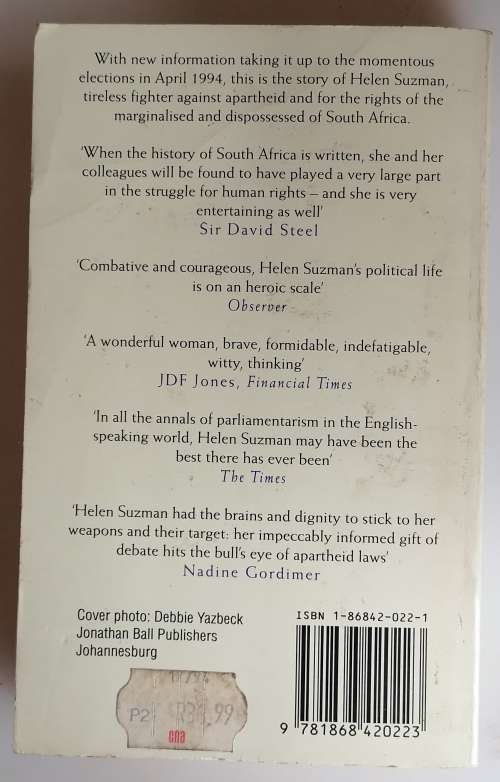 With new information taking it up to the momentous
elections in April 1994, this is the story of Helen Suzman,
tireless fighter against apartheid and for the rights of the
marginalised and dispossessed of South Africa.
‘When the history of South Africa is written, she and her
colleagues will be found to have played a very large part
in the struggle for human rights – and she is very
entertaining as well’
Sir David Steel
‘Combative and courageous, Helen Suzman’s political life
is on an heroic scale’
Observer
‘A wonderful woman, brave, formidable, indefatigable,
witty, thinking’
JDF Jones, Financial Times
‘In all the annals of parliamentarism in the English-
speaking world, Helen Suzman may have been the
best there has ever been’
The Times
‘Helen Suzman had the brains and dignity to stick to her
weapons and their target: her impeccably informed gift of
debate hits the bull’s eye of apartheid laws’
Nadine Gordimer
Cover photo: Debbie Yazbeck
Jonathan Ball Publishers
Johannesburg
ISBN 1-86842-022-1
9 781868 420223
P2
cna